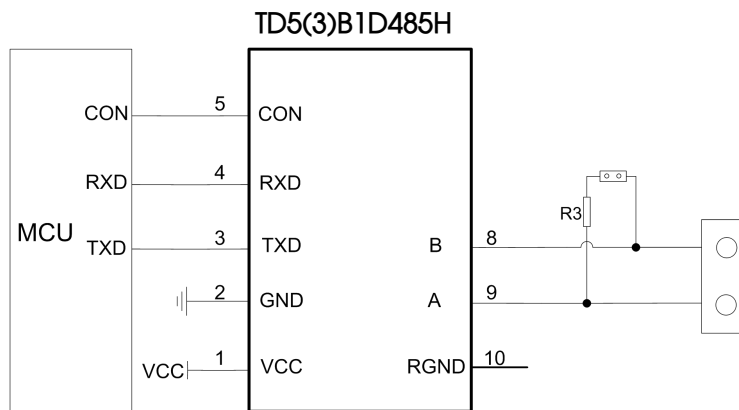 TD5(3)B1D485H
CON 5 CON
RXD 4 RXD
R3
MCU
TXD 3 TXD B 8
2 GND A 9
VCC 1 VCC RGND 10